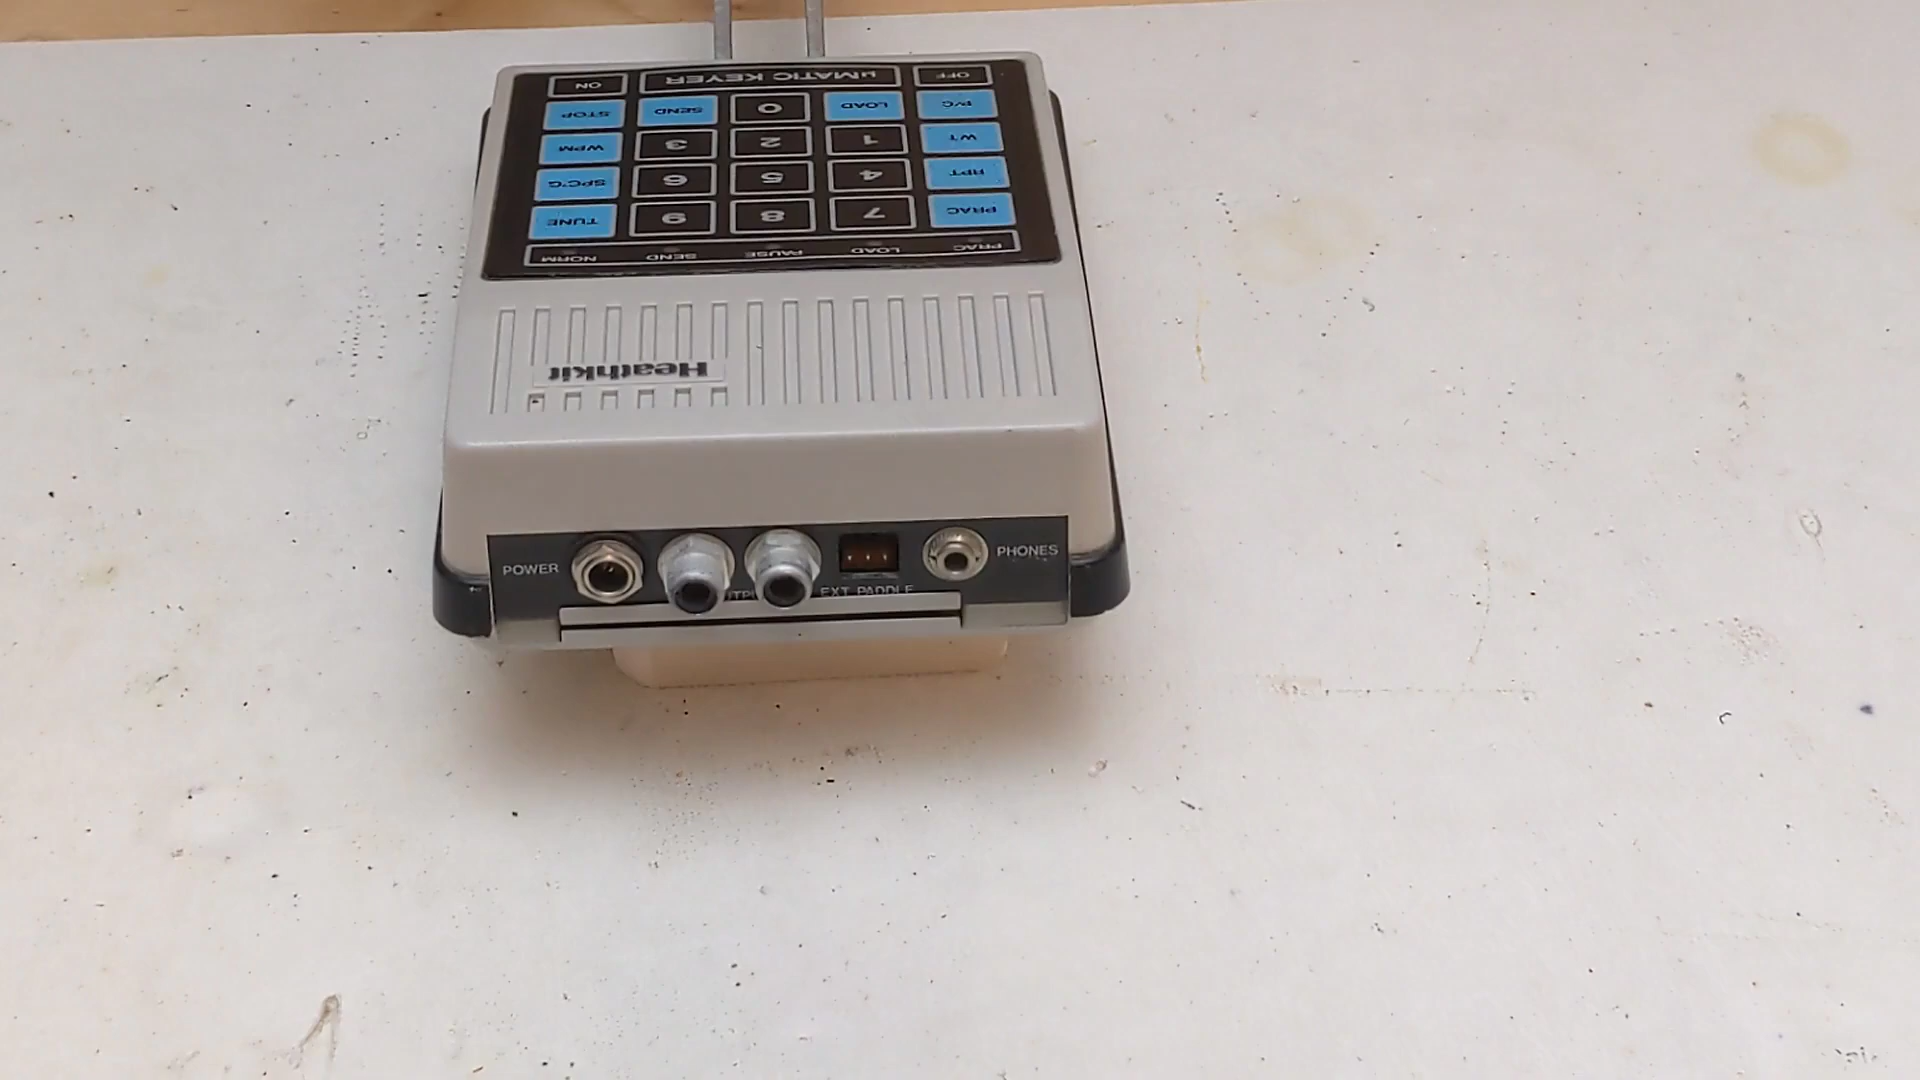 OFF µMATIC KEYER ON
P/C LOAD 0 SEND STOP
WT 1 2 3 WPM
RPT 4 5 6 SPC'G
PRAC 7 8 9 TUNE
PRAC LOAD PAUSE SEND NORM
Heathkit
POWER EXT PADDLE PHONES